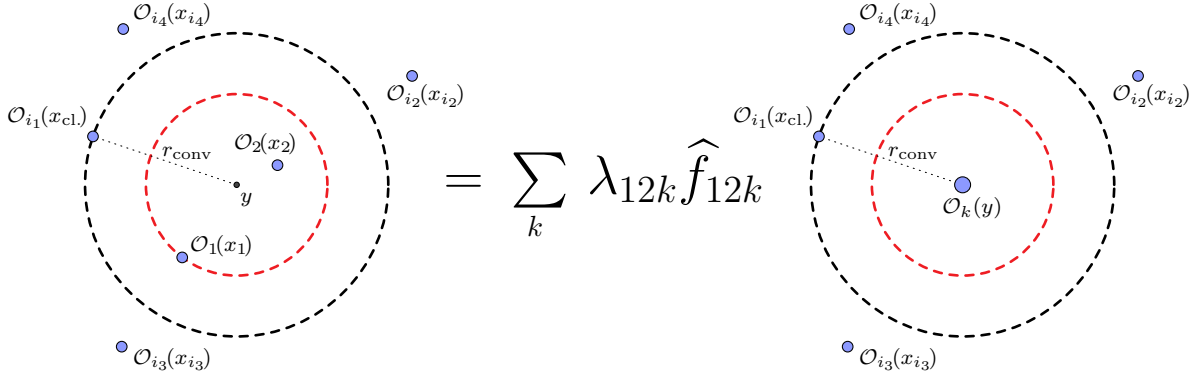 𝒪_{i_4}(x_{i_4})
𝒪_{i_2}(x_{i_2})
𝒪_{i_1}(x_{cl.})
r_{conv}
𝒪_2(x_2)
y
𝒪_1(x_1)
𝒪_{i_3}(x_{i_3})
= \sum_k λ_{12k} \widehat{f}_{12k}
𝒪_{i_4}(x_{i_4})
𝒪_{i_2}(x_{i_2})
𝒪_{i_1}(x_{cl.})
r_{conv}
𝒪_k(y)
𝒪_{i_3}(x_{i_3})